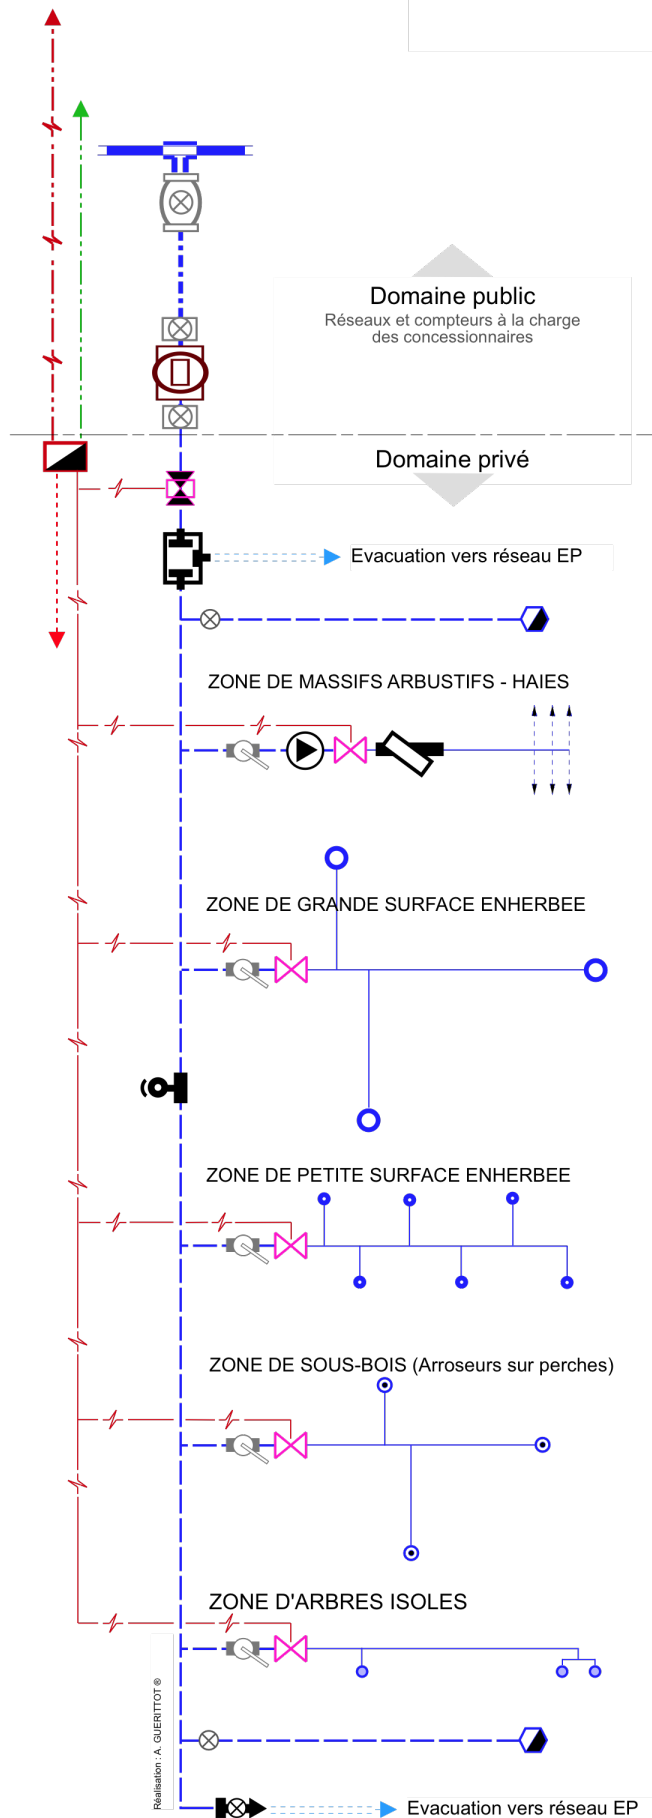 Domaine public
Réseaux et compteurs à la charge
des concessionnaires
Domaine privé
Evacuation vers réseau EP
ZONE DE MASSIFS ARBUSTIFS - HAIES
ZONE DE GRANDE SURFACE ENHERBEE
ZONE DE PETITE SURFACE ENHERBEE
ZONE DE SOUS-BOIS (Arroseurs sur perches)
ZONE D'ARBRES ISOLES
Réalisation : A. GUERITTOT ®
Evacuation vers réseau EP